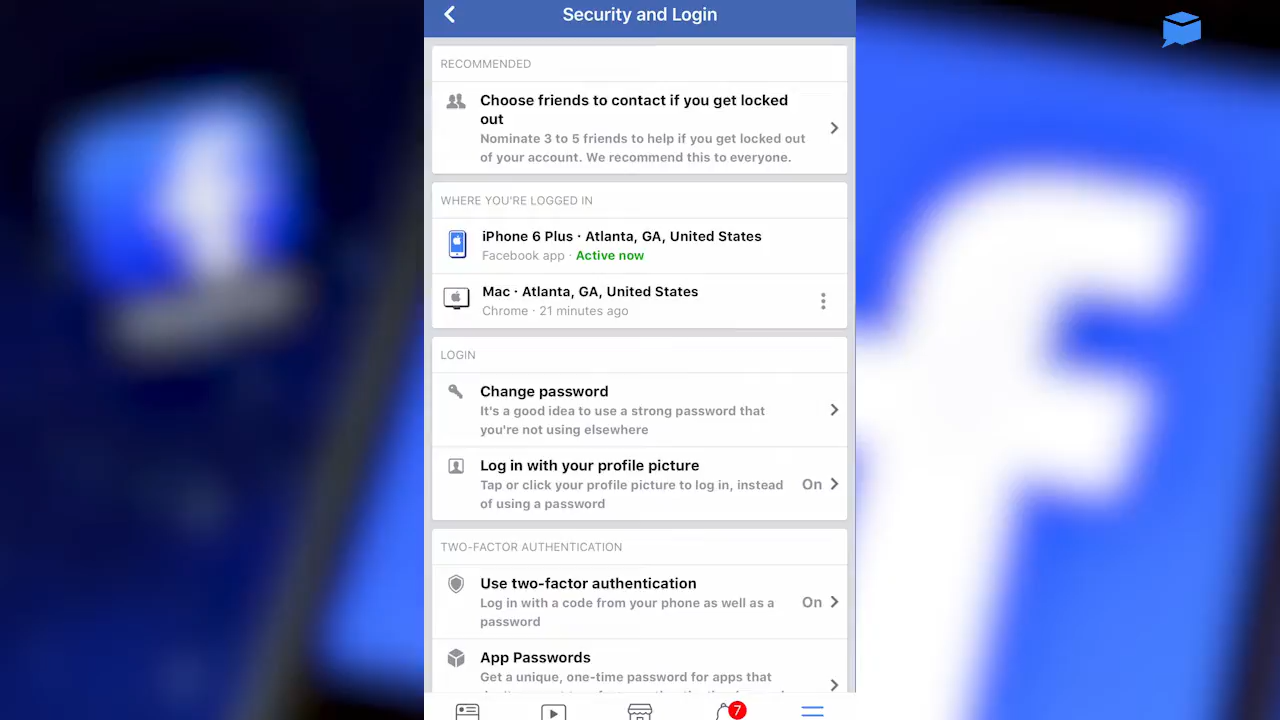 Security and Login
RECOMMENDED
Choose friends to contact if you get locked
out
Nominate 3 to 5 friends to help if you get locked out
of your account. We recommend this to everyone.
WHERE YOU'RE LOGGED IN
iPhone 6 Plus · Atlanta, GA, United States
Facebook app · Active now
Mac · Atlanta, GA, United States
Chrome · 21 minutes ago
LOGIN
Change password
It's a good idea to use a strong password that
you're not using elsewhere
Log in with your profile picture
Tap or click your profile picture to log in, instead
of using a password
On
TWO-FACTOR AUTHENTICATION
Use two-factor authentication
Log in with a code from your phone as well as a
password
On
App Passwords
Get a unique, one-time password for apps that
7